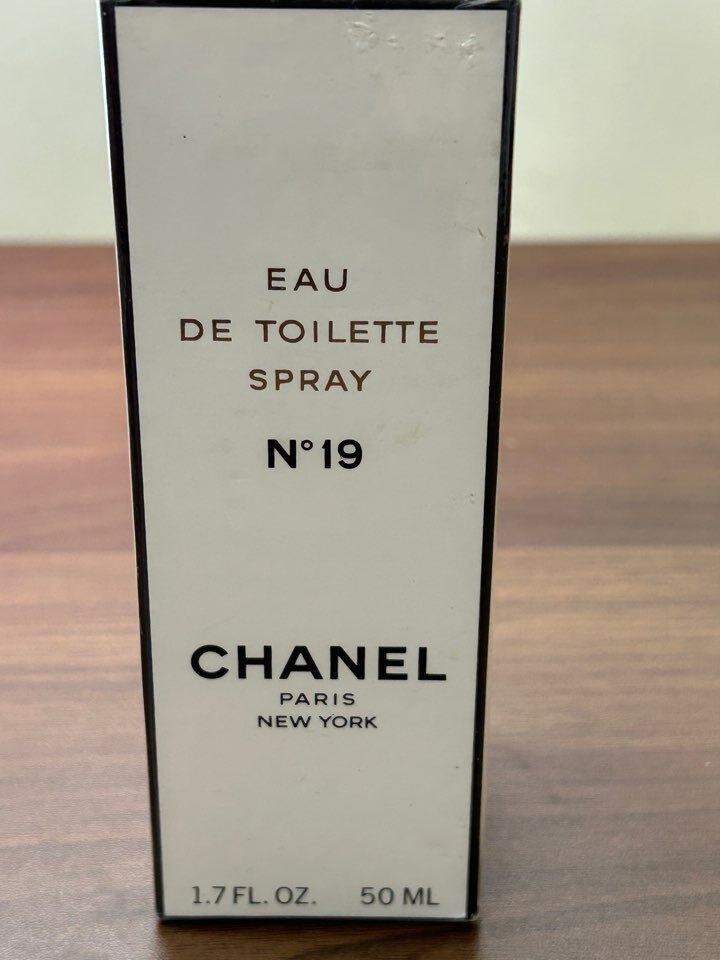 EAU
DE TOILETTE
SPRAY
N°19
CHANEL
PARIS
NEW YORK
1.7 FL. OZ. 50 ML